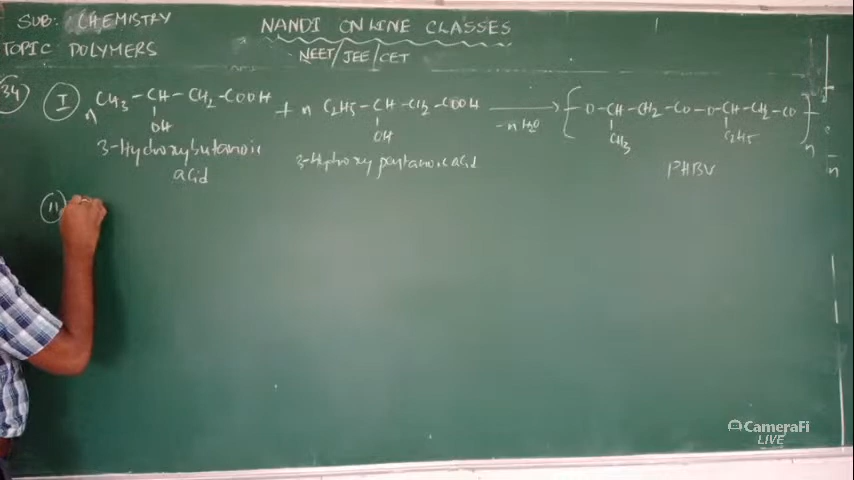 SUB: CHEMISTRY
TOPIC POLYMERS
NANDI ONLINE CLASSES
NEET/JEE/CET
34
I n CH3-CH-CH2-COOH + n C2H5-CH-CH2-COOH → [O-CH-CH2-CO-O-CH-CH2-CO]n
OH OH -n H2O CH3 C2H5
3-Hydroxybutanoic acid
3-Hydroxy pentanoic acid
PHBV
II
CameraFi
LIVE